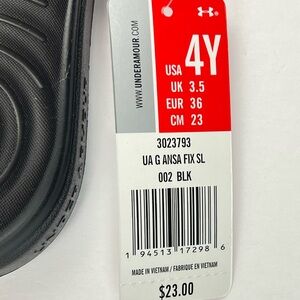 WWW.UNDERARMOUR.COM
USA 4Y
UK 3.5
EUR 36
CM 23
3023793
UA G ANSA FIX SL
002 BLK
1 94513 17298 6
MADE IN VIETNAM / FABRIQUÉ EN VIETNAM
$23.00